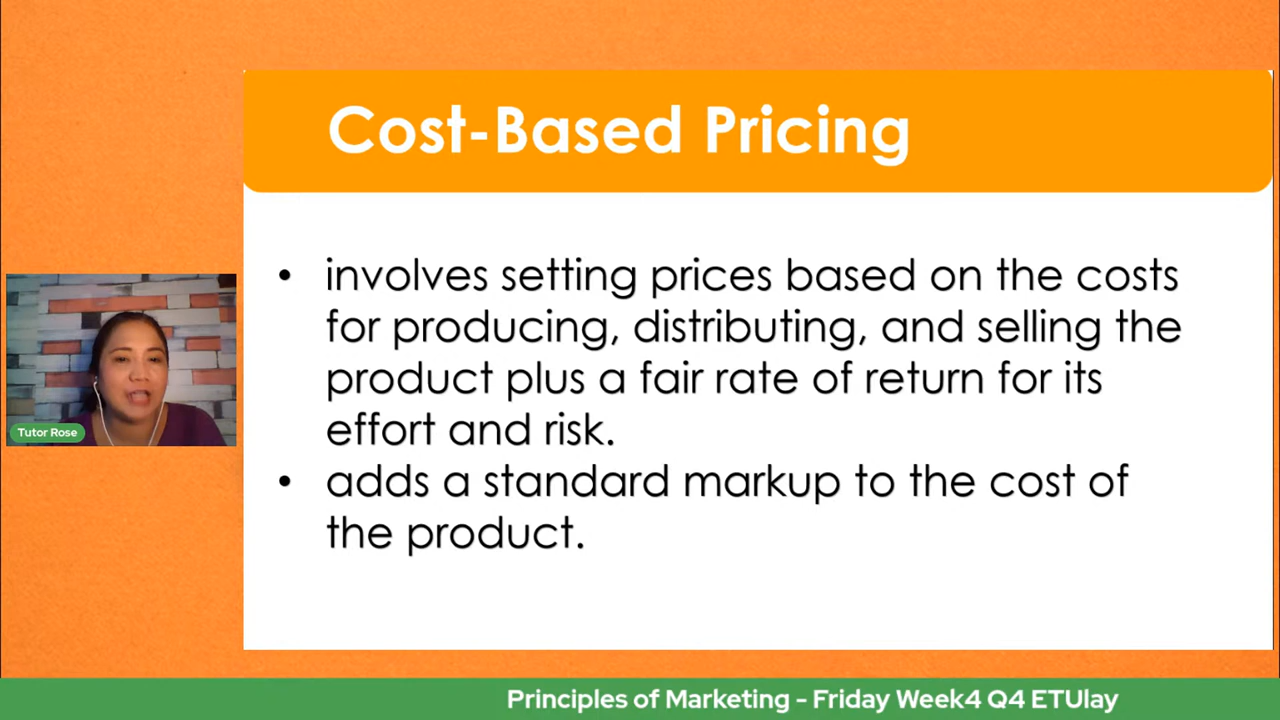 Cost-Based Pricing
• involves setting prices based on the costs
for producing, distributing, and selling the
product plus a fair rate of return for its
effort and risk.
• adds a standard markup to the cost of
the product.
Tutor Rose
Principles of Marketing - Friday Week4 Q4 ETUlay